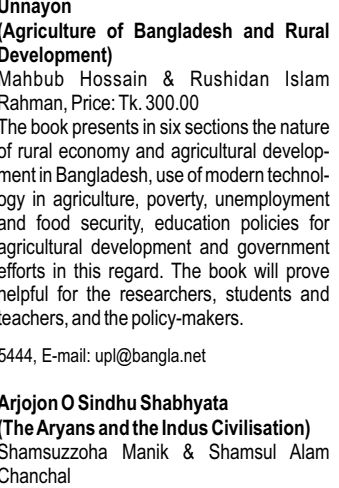 Unnayon
(Agriculture of Bangladesh and Rural
Development)
Mahbub Hossain & Rushidan Islam
Rahman, Price: Tk. 300.00
The book presents in six sections the nature
of rural economy and agricultural develop-
ment in Bangladesh, use of modern technol-
ogy in agriculture, poverty, unemployment
and food security, education policies for
agricultural development and government
efforts in this regard. The book will prove
helpful for the researchers, students and
teachers, and the policy-makers.
5444, E-mail: upl@bangla.net
Arjojon O Sindhu Shabhyata
(The Aryans and the Indus Civilisation)
Shamsuzzoha Manik & Shamsul Alam
Chanchal